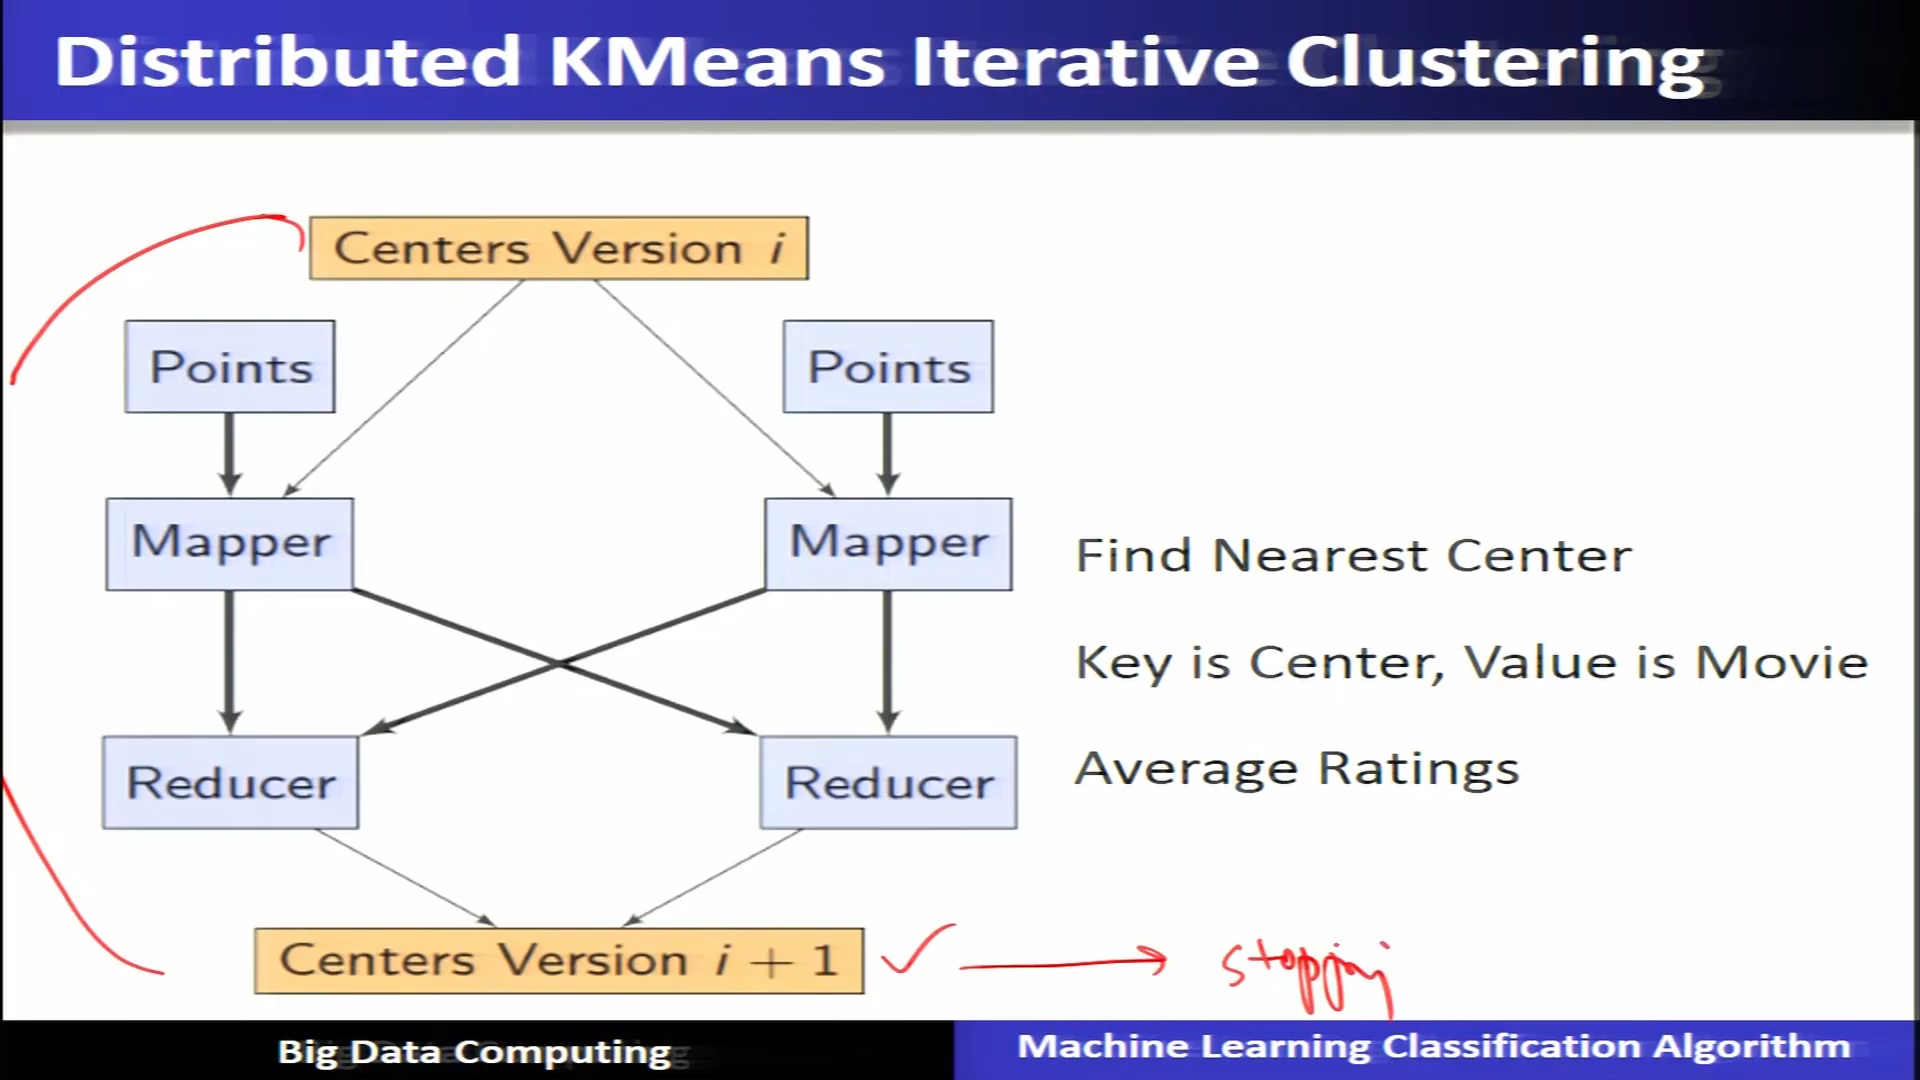 Distributed KMeans Iterative Clustering
Centers Version i
Points
Points
Mapper
Mapper
Find Nearest Center
Key is Center, Value is Movie
Reducer
Reducer
Average Ratings
Centers Version i + 1
stopping
Big Data Computing
Machine Learning Classification Algorithm